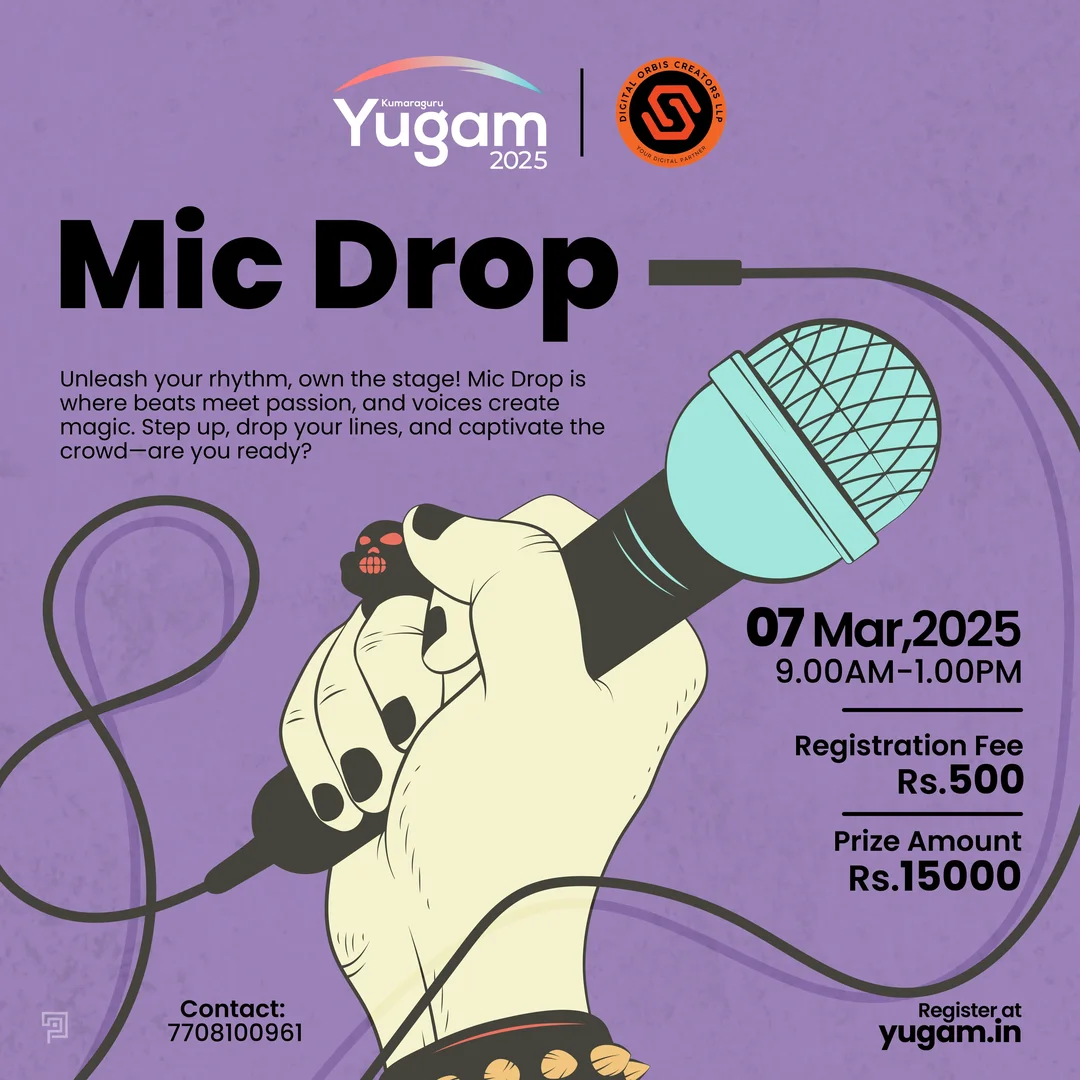 Kumaraguru
Yugam
2025
DIGITAL ORBIS CREATORS LLP
YOUR DIGITAL PARTNER
Mic Drop
Unleash your rhythm, own the stage! Mic Drop is
where beats meet passion, and voices create
magic. Step up, drop your lines, and captivate the
crowd—are you ready?
07 Mar,2025
9.00AM-1.00PM
Registration Fee
Rs.500
Prize Amount
Rs.15000
Contact:
7708100961
Register at
yugam.in